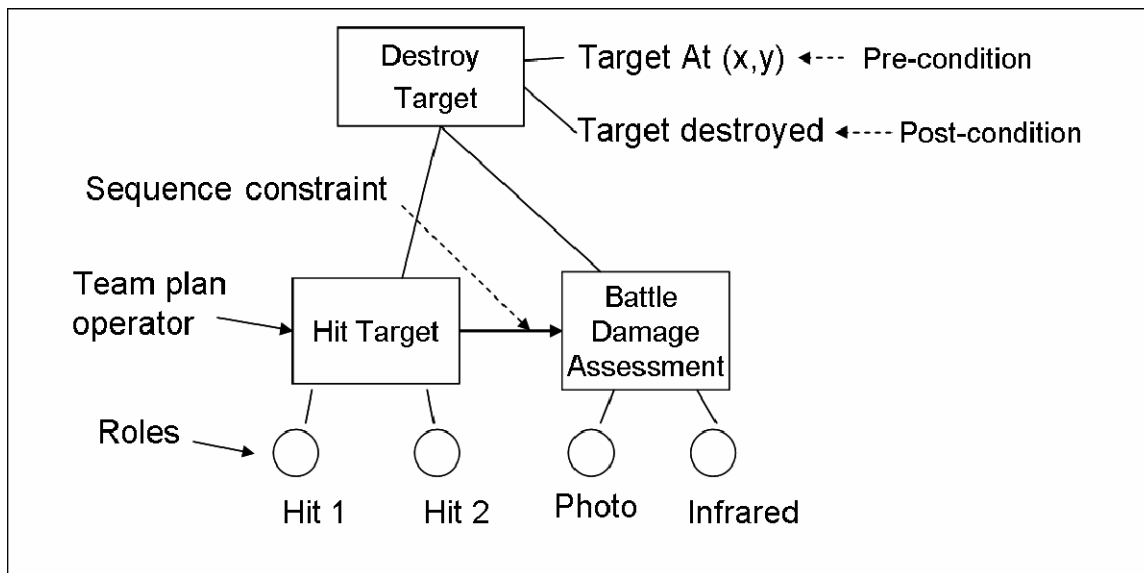 Destroy
Target
Target At (x,y)
Pre-condition
Target destroyed
Post-condition
Sequence constraint
Team plan
operator
Hit Target
Battle
Damage
Assessment
Roles
Hit 1
Hit 2
Photo
Infrared